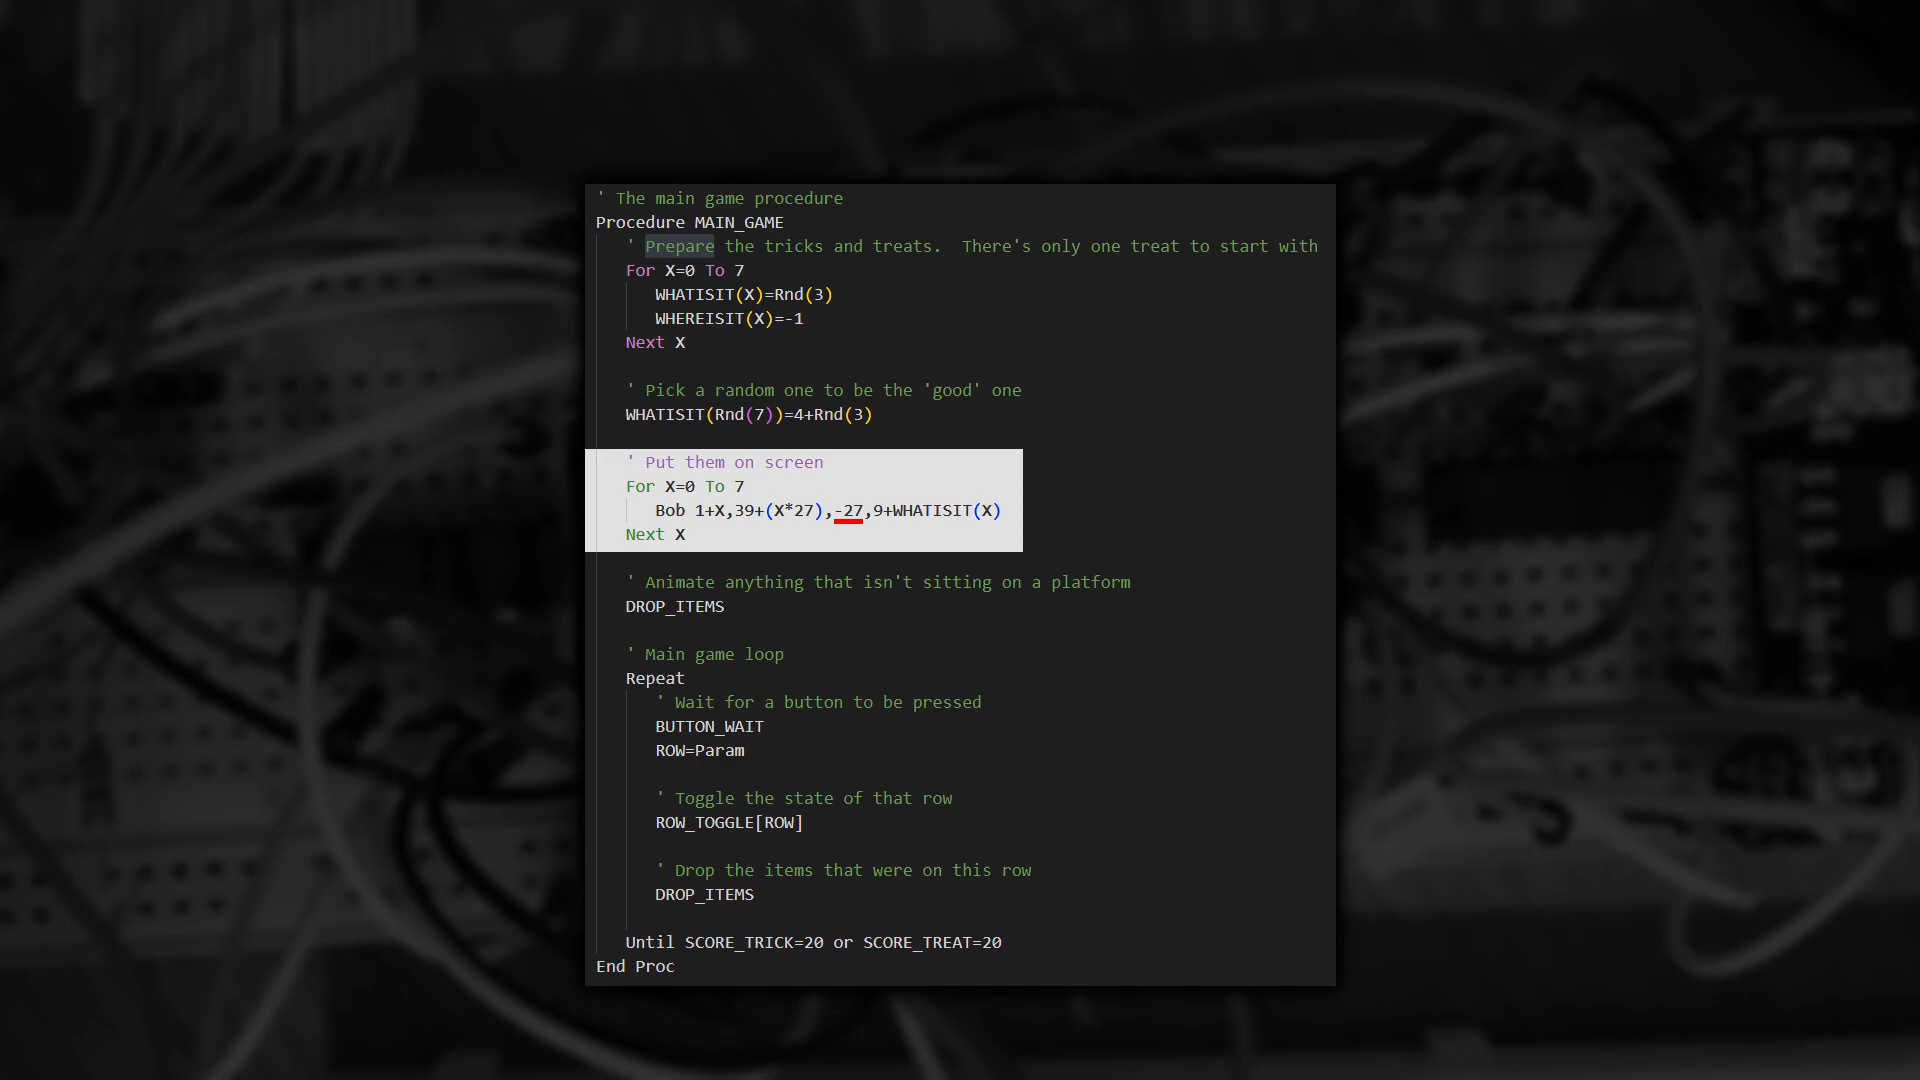 ' The main game procedure
Procedure MAIN_GAME
' Prepare the tricks and treats.  There's only one treat to start with
For X=0 To 7
WHATISIT(X)=Rnd(3)
WHEREISIT(X)=-1
Next X
' Pick a random one to be the 'good' one
WHATISIT(Rnd(7))=4+Rnd(3)
' Put them on screen
For X=0 To 7
Bob 1+X,39+(X*27),-27,9+WHATISIT(X)
Next X
' Animate anything that isn't sitting on a platform
DROP_ITEMS
' Main game loop
Repeat
' Wait for a button to be pressed
BUTTON_WAIT
ROW=Param
' Toggle the state of that row
ROW_TOGGLE[ROW]
' Drop the items that were on this row
DROP_ITEMS
Until SCORE_TRICK=20 or SCORE_TREAT=20
End Proc